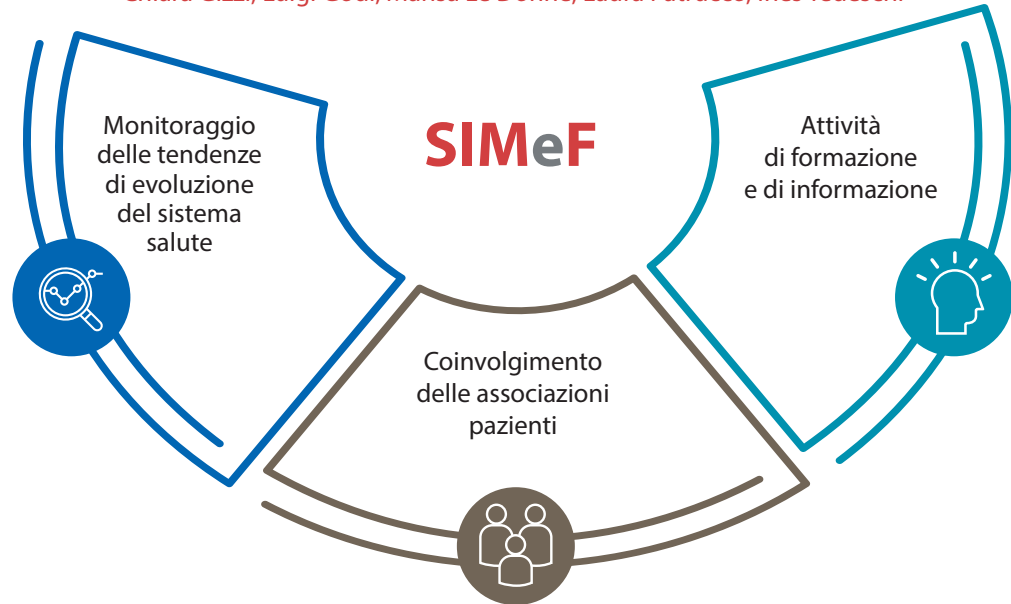 SIMeF
Monitoraggio
delle tendenze
di evoluzione
del sistema
salute
Coinvolgimento
delle associazioni
pazienti
Attività
di formazione
e di informazione